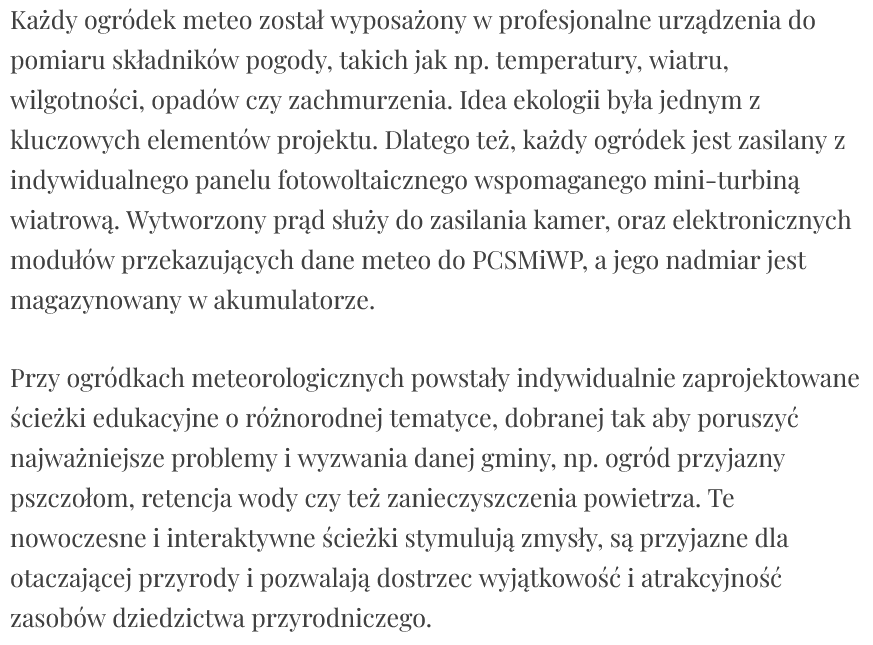 Każdy ogródek meteo został wyposażony w profesjonalne urządzenia do
pomiaru składników pogody, takich jak np. temperatury, wiatru,
wilgotności, opadów czy zachmurzenia. Idea ekologii była jednym z
kluczowych elementów projektu. Dlatego też, każdy ogródek jest zasilany z
indywidualnego panelu fotowoltaicznego wspomaganego mini-turbiną
wiatrową. Wytworzony prąd służy do zasilania kamer, oraz elektronicznych
modułów przekazujących dane meteo do PCSMiWP, a jego nadmiar jest
magazynowany w akumulatorze.

Przy ogródkach meteorologicznych powstały indywidualnie zaprojektowane
ścieżki edukacyjne o różnorodnej tematyce, dobranej tak aby poruszyć
najważniejsze problemy i wyzwania danej gminy, np. ogród przyjazny
pszczołom, retencja wody czy też zanieczyszczenia powietrza. Te
nowoczesne i interaktywne ścieżki stymulują zmysły, są przyjazne dla
otaczającej przyrody i pozwalają dostrzec wyjątkowość i atrakcyjność
zasobów dziedzictwa przyrodniczego.